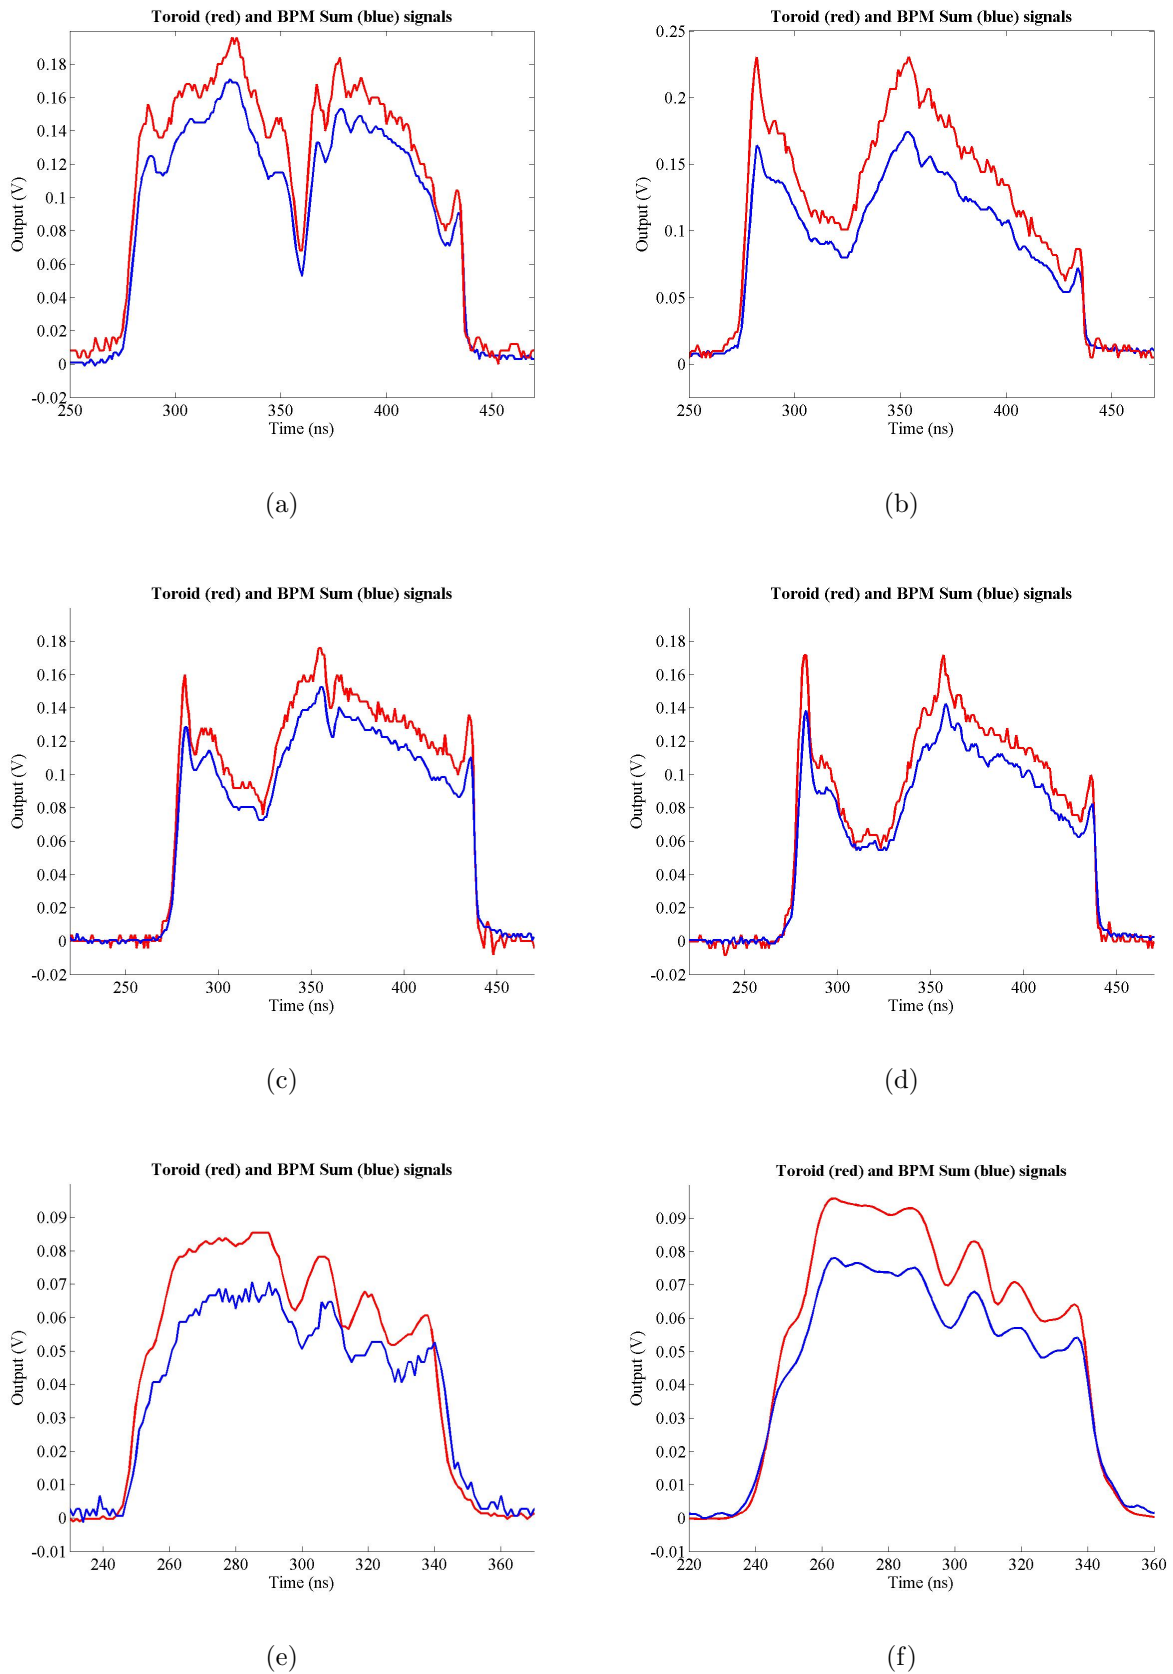 Toroid (red) and BPM Sum (blue) signals
0.18
0.16
0.14
0.12
0.1
0.08
0.06
0.04
0.02
0
-0.02
Output (V)
250 300 350 400 450
Time (ns)
(a)
Toroid (red) and BPM Sum (blue) signals
0.25
0.2
0.15
0.1
0.05
0
Output (V)
250 300 350 400 450
Time (ns)
(b)
Toroid (red) and BPM Sum (blue) signals
0.18
0.16
0.14
0.12
0.1
0.08
0.06
0.04
0.02
0
-0.02
Output (V)
250 300 350 400 450
Time (ns)
(c)
Toroid (red) and BPM Sum (blue) signals
0.18
0.16
0.14
0.12
0.1
0.08
0.06
0.04
0.02
0
-0.02
Output (V)
250 300 350 400 450
Time (ns)
(d)
Toroid (red) and BPM Sum (blue) signals
0.09
0.08
0.07
0.06
0.05
0.04
0.03
0.02
0.01
0
-0.01
Output (V)
240 260 280 300 320 340 360
Time (ns)
(e)
Toroid (red) and BPM Sum (blue) signals
0.09
0.08
0.07
0.06
0.05
0.04
0.03
0.02
0.01
0
-0.01
Output (V)
220 240 260 280 300 320 340 360
Time (ns)
(f)